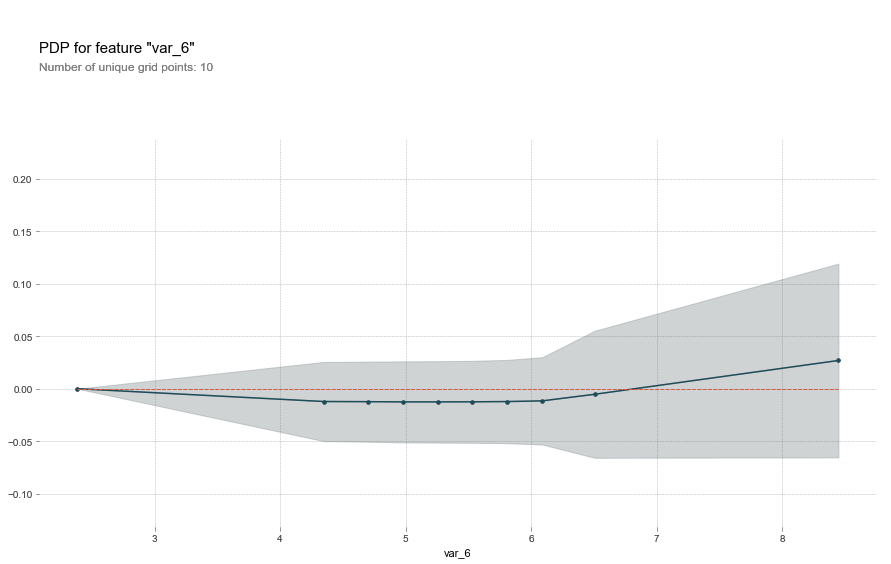 PDP for feature "var_6"
Number of unique grid points: 10
0.20
0.15
0.10
0.05
0.00
−0.05
−0.10
3 4 5 6 7 8
var_6